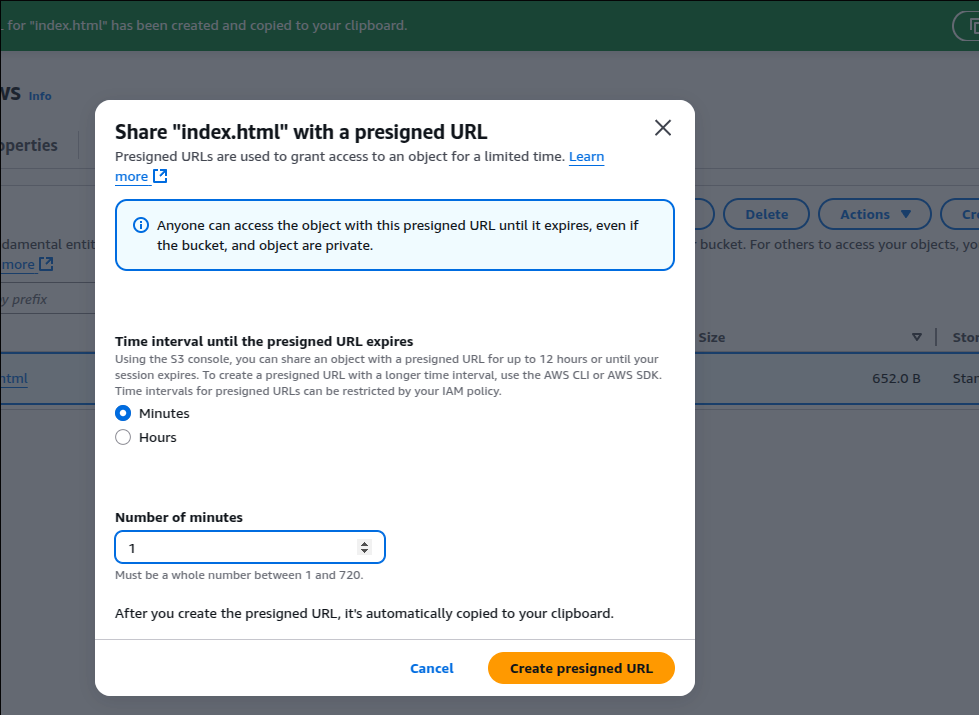 for "index.html" has been created and copied to your clipboard.
Info
Share "index.html" with a presigned URL
Presigned URLs are used to grant access to an object for a limited time. Learn
more
Anyone can access the object with this presigned URL until it expires, even if
the bucket, and object are private.
Delete
Actions
more
bucket. For others to access your objects,
prefix
Time interval until the presigned URL expires
Using the S3 console, you can share an object with a presigned URL for up to 12 hours or until your
session expires. To create a presigned URL with a longer time interval, use the AWS CLI or AWS SDK.
Time intervals for presigned URLs can be restricted by your IAM policy.
Size
html
652.0 B
Minutes
Hours
Number of minutes
1
Must be a whole number between 1 and 720.
After you create the presigned URL, it's automatically copied to your clipboard.
Cancel
Create presigned URL